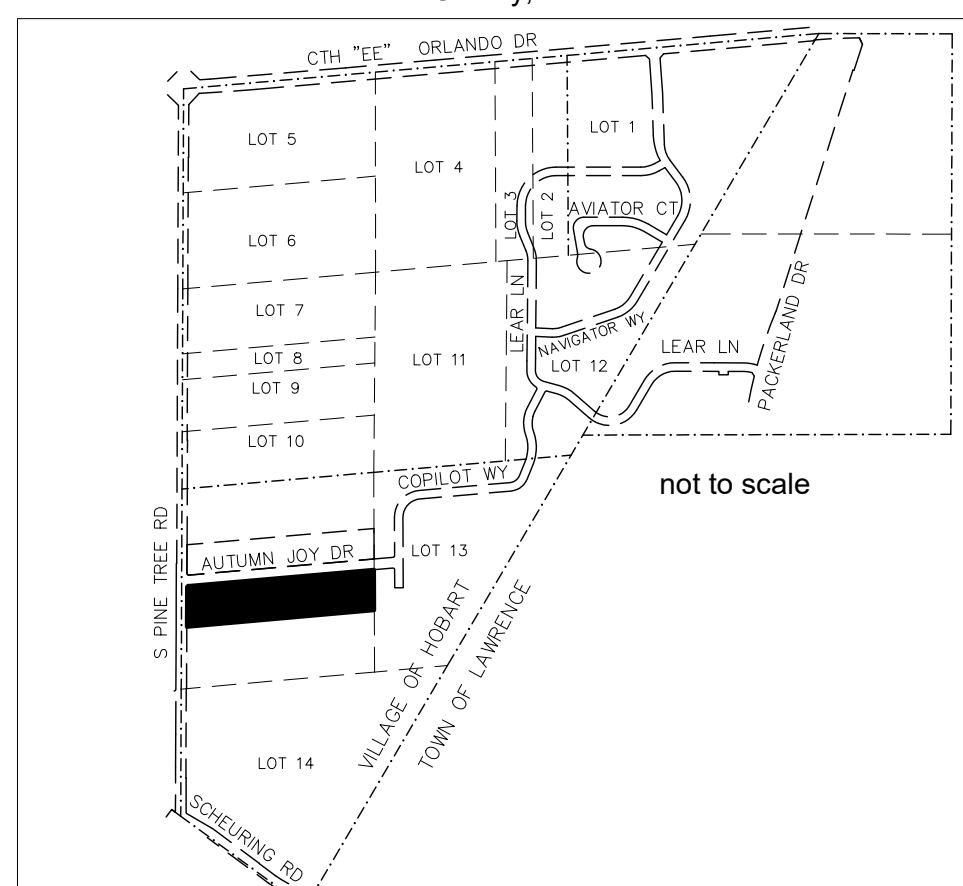 CTH "EE" ORLANDO DR
LOT 5
LOT 4
LOT 1
LOT 3
LOT 2
AVIATOR CT
LOT 6
LOT 7
LEAR LN
NAVIGATOR WY
LOT 8
LOT 11
LOT 12
LEAR LN
PACKERLAND DR
LOT 9
LOT 10
COPILOT WY
not to scale
S PINE TREE RD
AUTUMN JOY DR
LOT 13
VILLAGE OF HOBART
TOWN OF LAWRENCE
LOT 14
SCHEURING RD